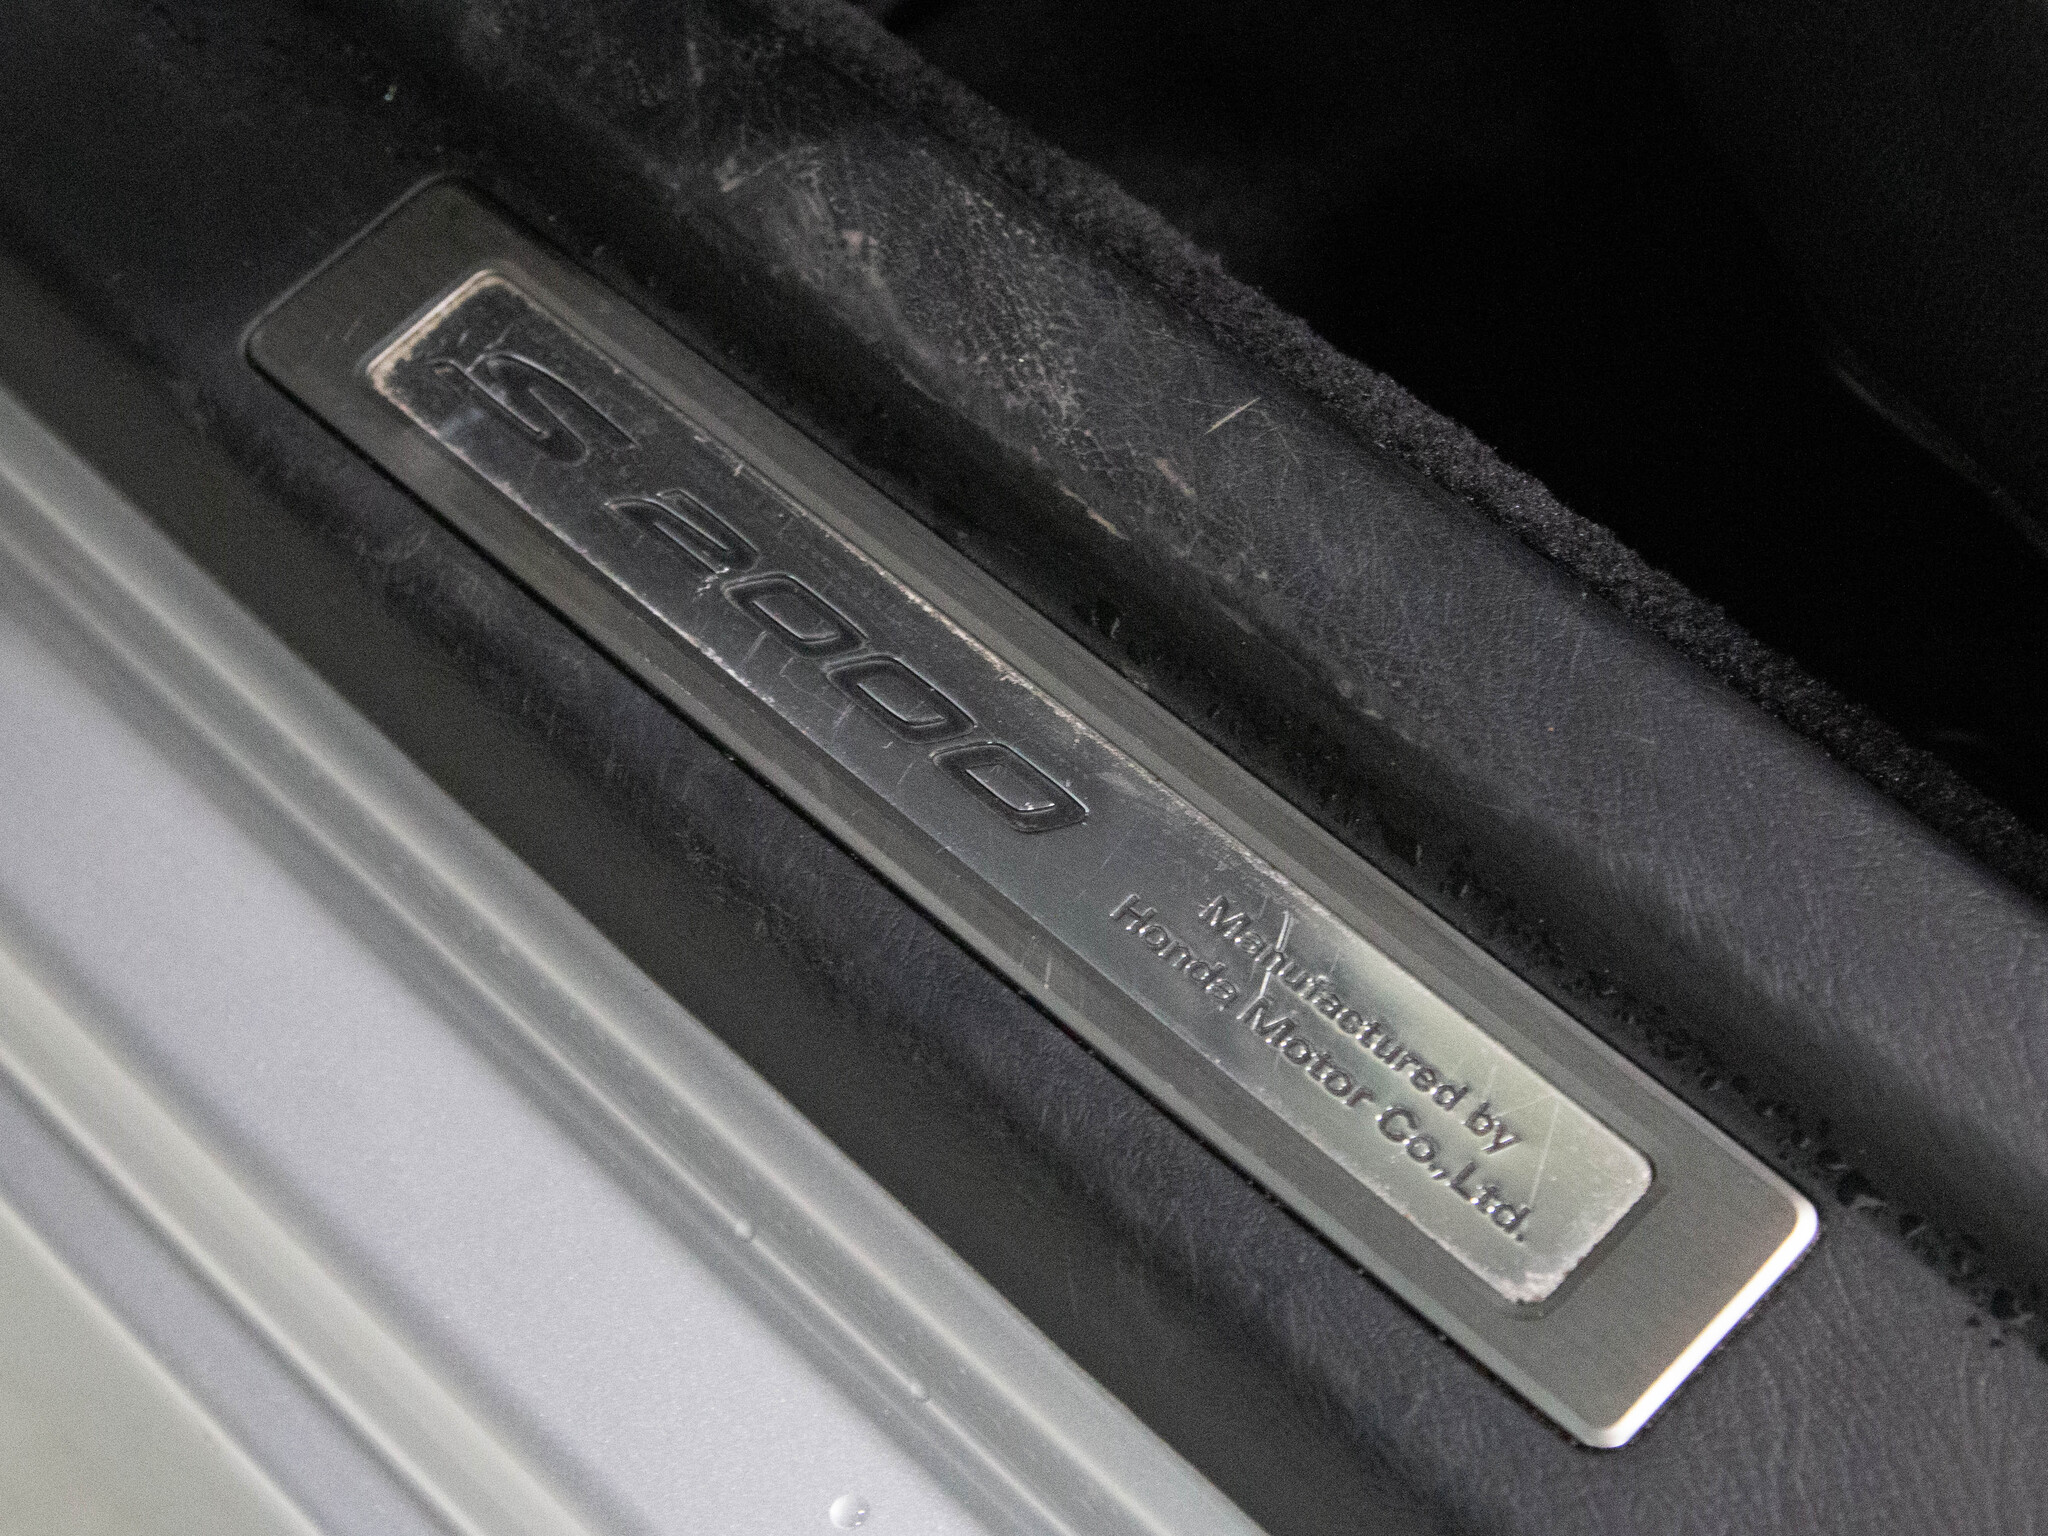 S2000
Manufactured by
Honda Motor Co.,Ltd.